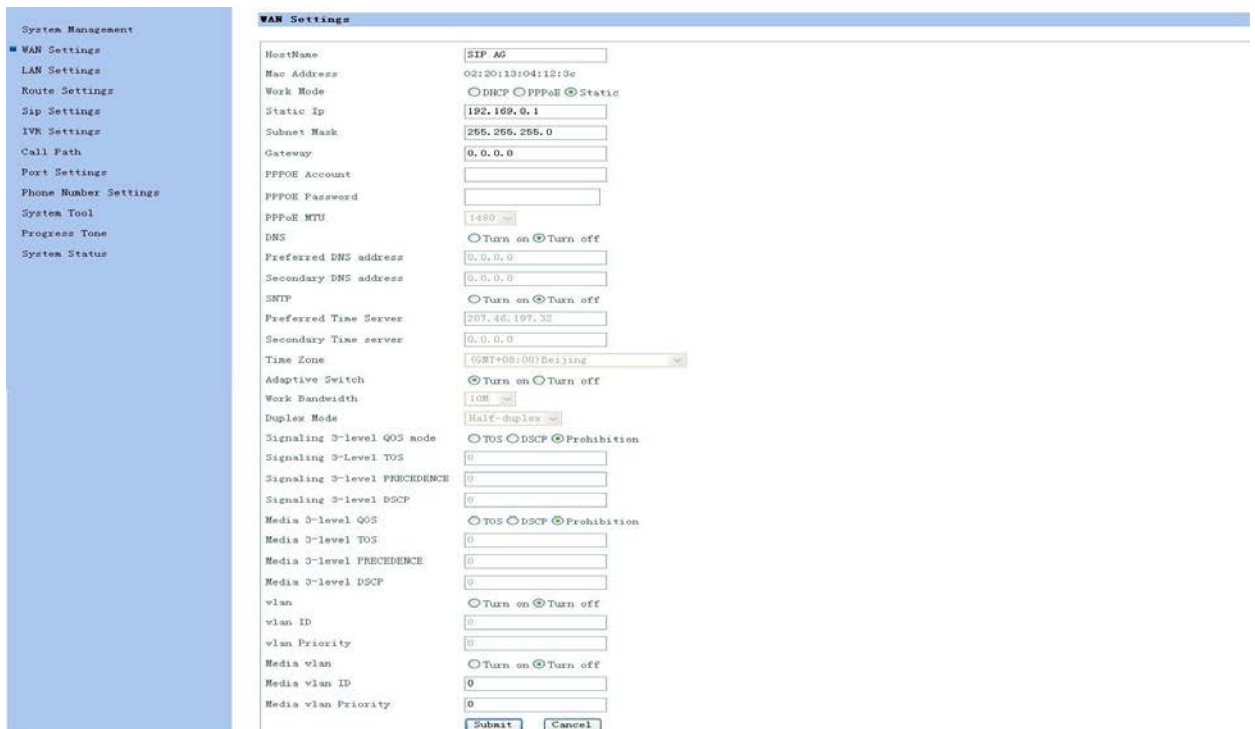 System Management
WAN Settings
LAN Settings
Route Settings
Sip Settings
IVR Settings
Call Path
Port Settings
Phone Number Settings
System Tool
Progress Tone
System Status
WAN Settings
HostName SIP AG
Mac Address 02:20:13:04:12:3c
Work Mode DHCP PPPoE Static
Static Ip 192.169.0.1
Subnet Mask 255.255.255.0
Gateway 0.0.0.0
PPPOE Account
PPPOE Password
PPPoE MTU 1480
DNS Turn on Turn off
Preferred DNS address 0.0.0.0
Secondary DNS address 0.0.0.0
SNTP Turn on Turn off
Preferred Time Server 207.46.197.32
Secondary Time server 0.0.0.0
Time Zone (GMT+08:00)Beijing
Adaptive Switch Turn on Turn off
Work Bandwidth 10M
Duplex Mode Half-duplex
Signaling 3-level QOS mode TOS DSCP Prohibition
Signaling 3-Level TOS 0
Signaling 3-level PRECEDENCE 0
Signaling 3-level DSCP 0
Media 3-level QOS TOS DSCP Prohibition
Media 3-level TOS 0
Media 3-level PRECEDENCE 0
Media 3-level DSCP 0
vlan Turn on Turn off
vlan ID 0
vlan Priority 0
Media vlan Turn on Turn off
Media vlan ID 0
Media vlan Priority 0
Submit Cancel